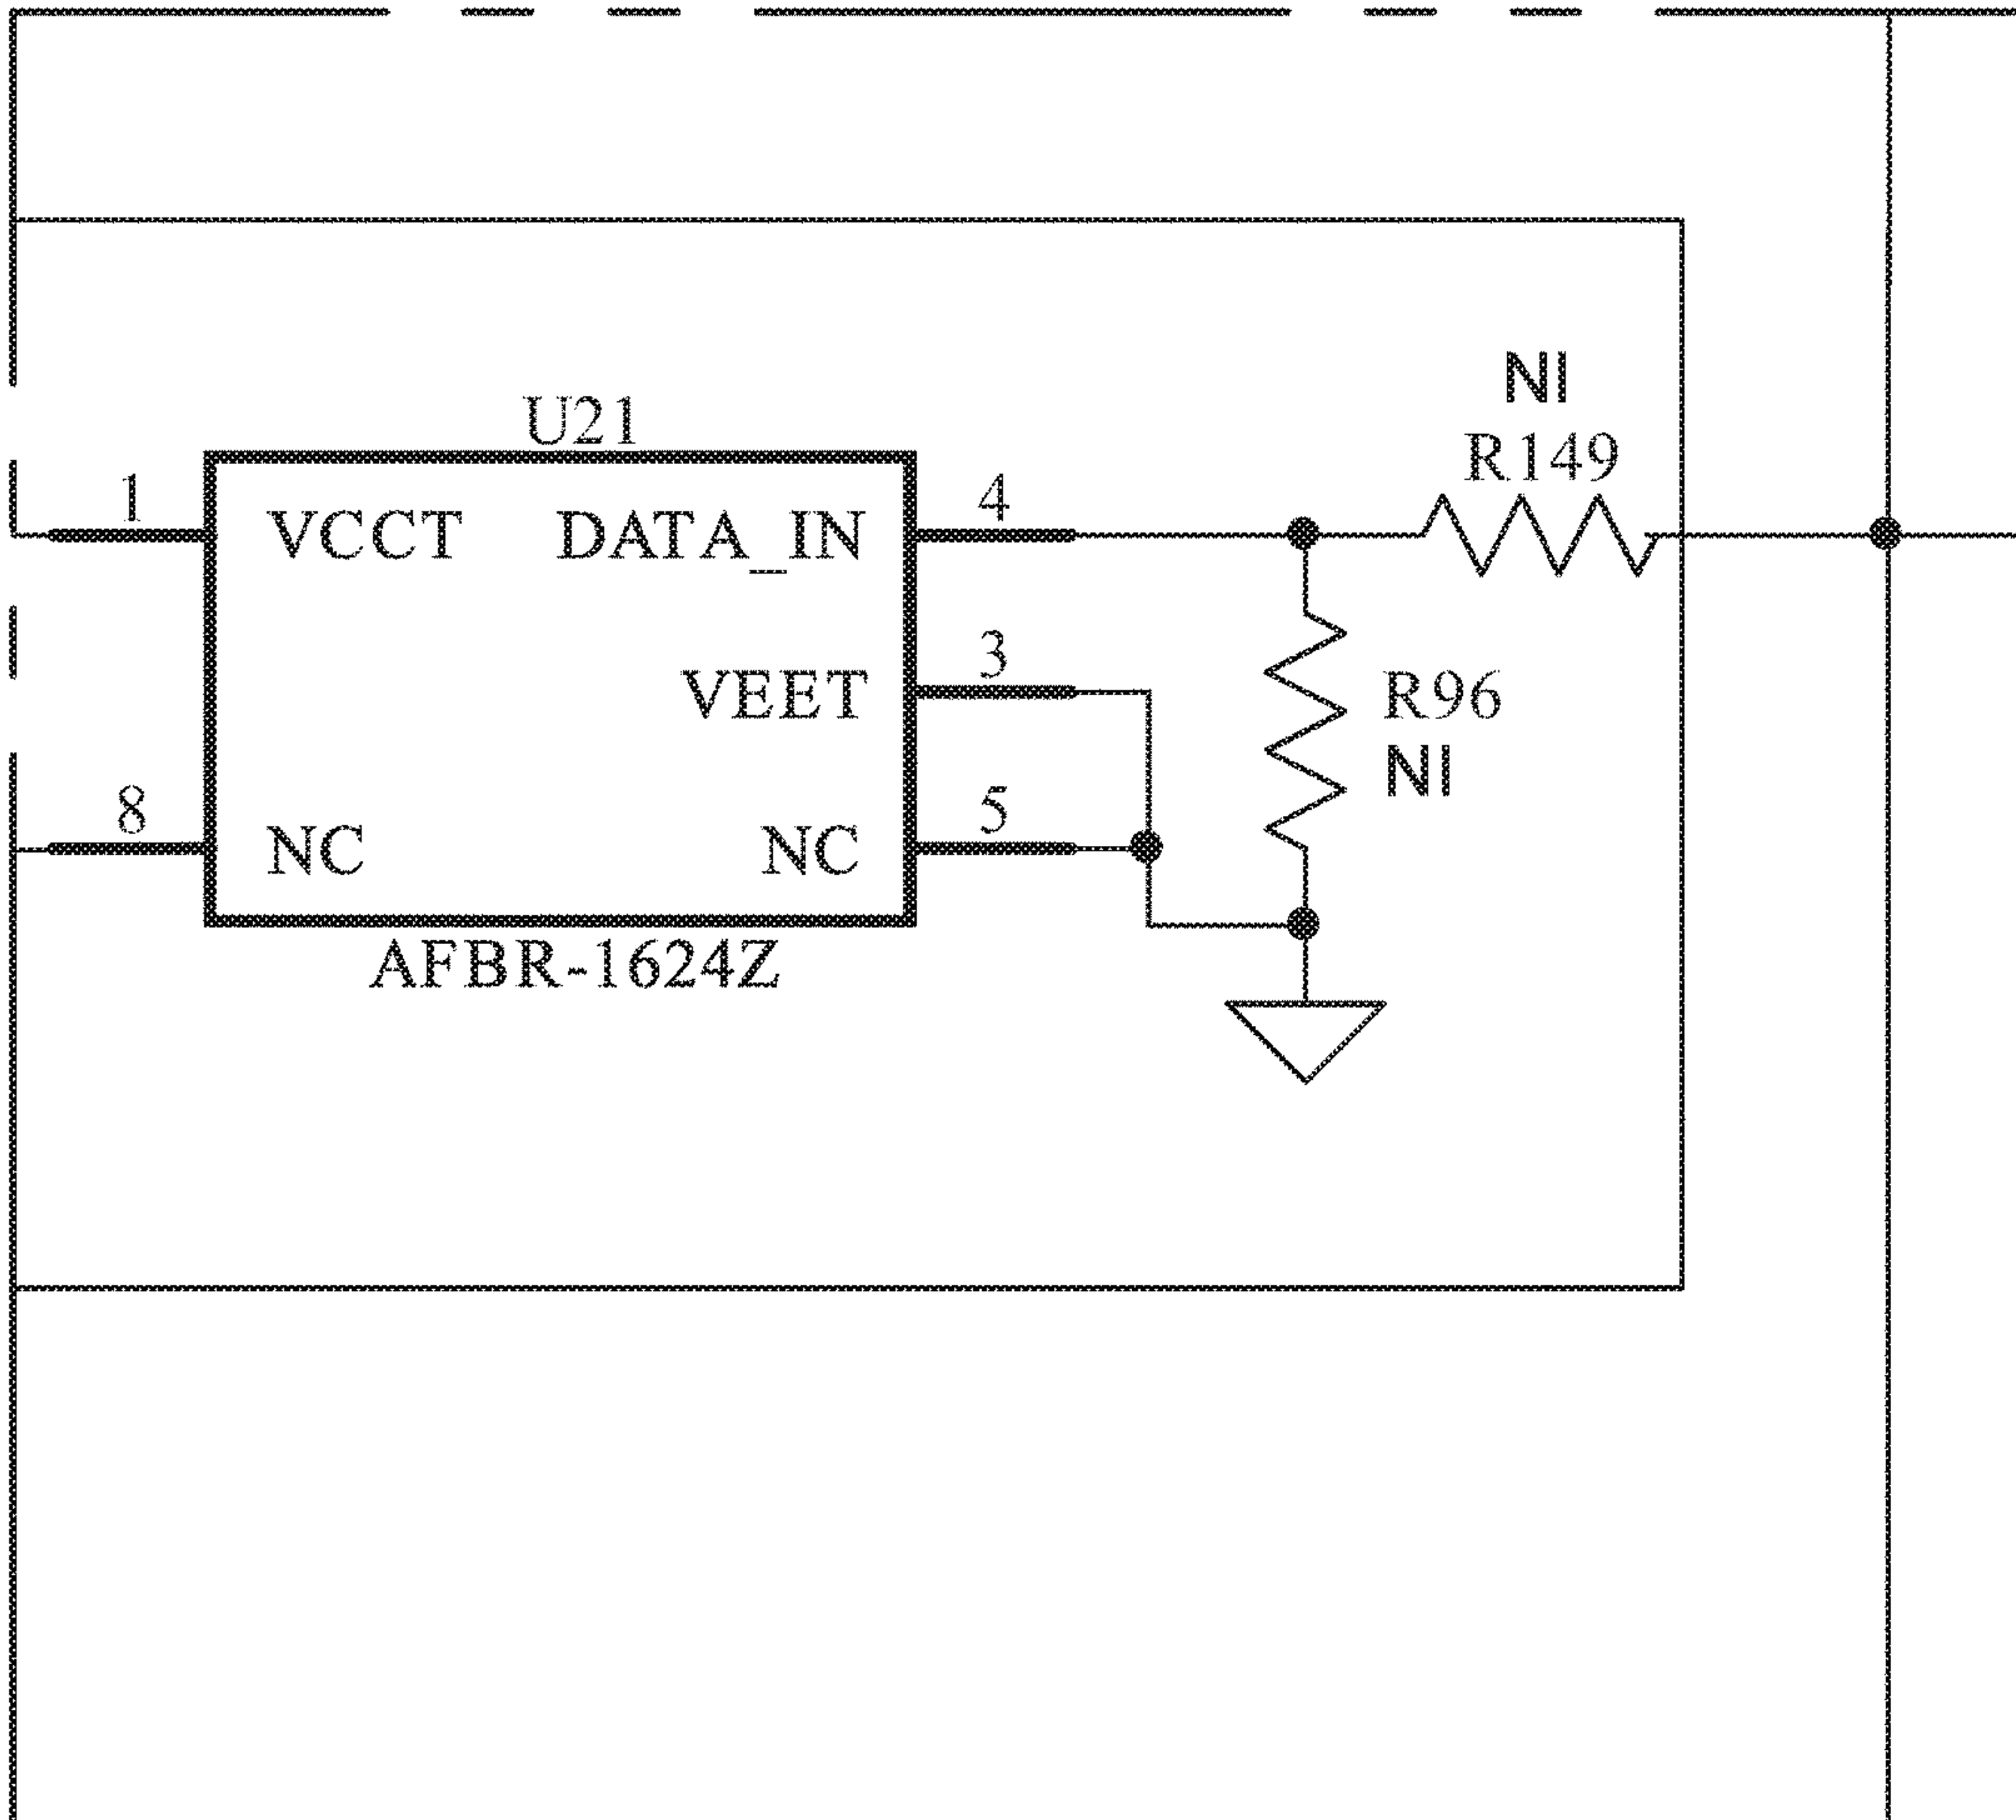 NI
R149
U21
1
VCCT
DATA_IN
4
3
VEET
R96
NI
8
NC
NC
5
AFBR-1624Z